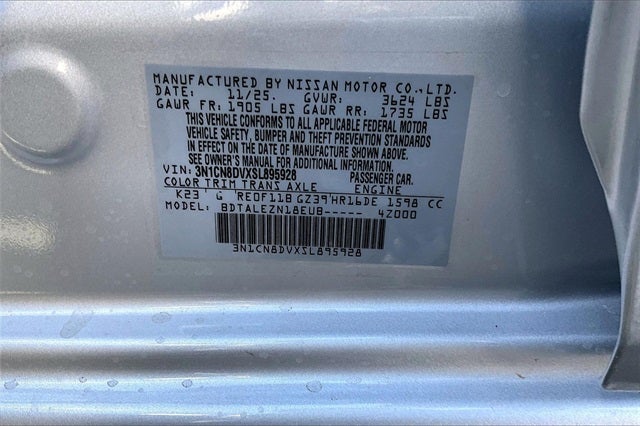 MANUFACTURED BY NISSAN MOTOR CO.,LTD.
DATE: 11/25. GVWR: 3624 LBS
GAWR FR: 1905 LBS GAWR RR: 1735 LBS
THIS VEHICLE CONFORMS TO ALL APPLICABLE FEDERAL MOTOR
VEHICLE SAFETY, BUMPER AND THEFT PREVENTION STANDARDS
IN EFFECT ON THE DATE OF MANUFACTURE SHOWN ABOVE.
SEE OWNER'S MANUAL FOR ADDITIONAL INFORMATION.
VIN: 3N1CN8DVXSL895928 PASSENGER CAR
COLOR TRIM TRANS AXLE ENGINE
K23 G RE0F11B GZ39 HR16DE 1598 CC
MODEL: BDTALEZN18EUB----- 4Z000
3N1CN8DVXSL895928